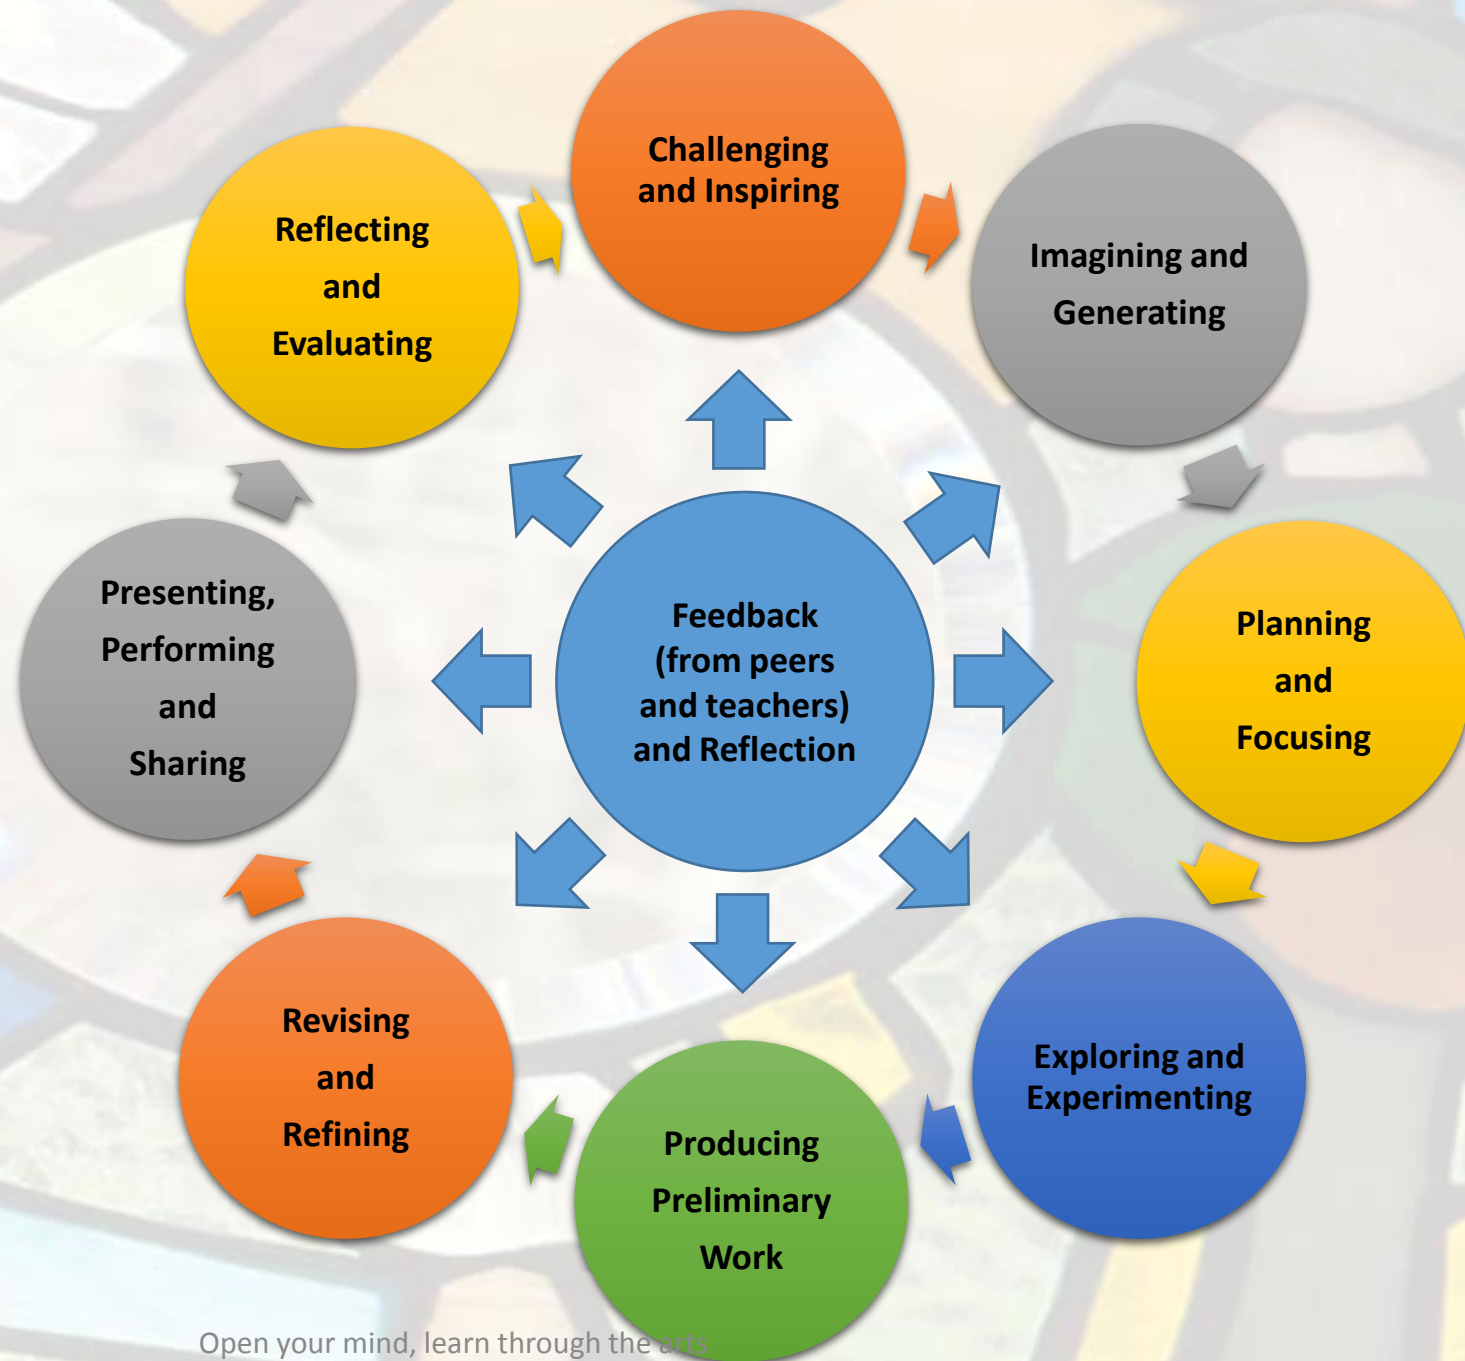 Challenging
and Inspiring
Imagining and
Generating
Planning
and
Focusing
Exploring and
Experimenting
Producing
Preliminary
Work
Revising
and
Refining
Presenting,
Performing
and
Sharing
Reflecting
and
Evaluating
Feedback
(from peers
and teachers)
and Reflection
Open your mind, learn through the arts